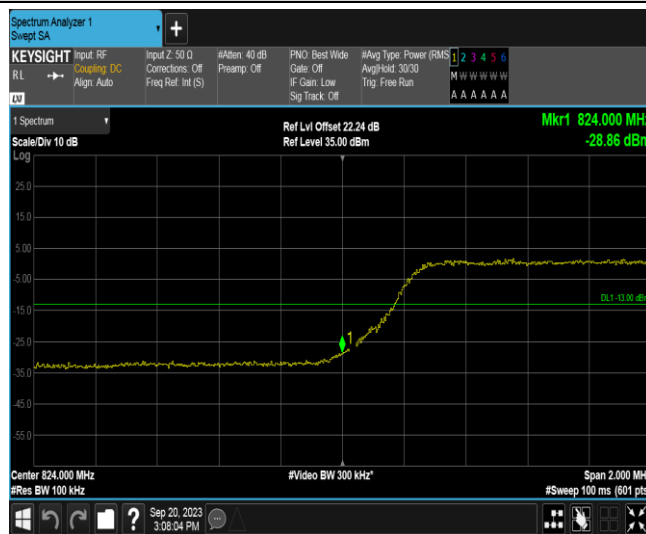 Spectrum Analyzer 1
Swept SA
+
KEYSIGHT
RL
LXI
Input: RF
Coupling: DC
Align: Auto
Input Z: 50 Ω
Corrections: Off
Freq Ref: Int (S)
#Atten: 40 dB
Preamp: Off
PNO: Best Wide
Gate: Off
IF Gain: Low
Sig Track: Off
#Avg Type: Power (RMS
Avg|Hold: 30/30
Trig: Free Run
1 2 3 4 5 6
M W W W W W
A A A A A A
1 Spectrum
Scale/Div 10 dB
Log
Ref Lvl Offset 22.24 dB
Ref Level 35.00 dBm
Mkr1 824.000 MHz
-28.86 dBm
25.0
15.0
5.00
-5.00
-15.0
-25.0
-35.0
-45.0
-55.0
DL1 -13.00 dBm
1
Center 824.000 MHz
#Res BW 100 kHz
#Video BW 300 kHz*
Span 2.000 MHz
#Sweep 100 ms (601 pts)
?
Sep 20, 2023
3:08:04 PM